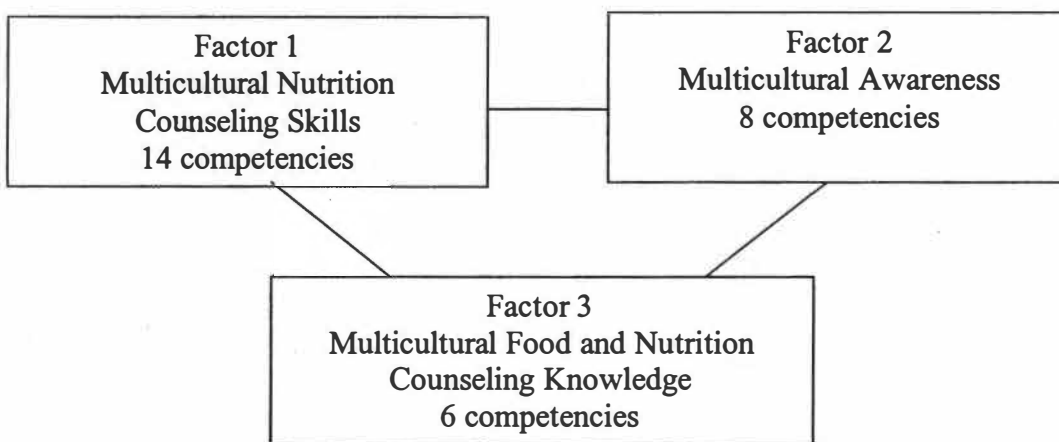 Factor 1
Multicultural Nutrition
Counseling Skills
14 competencies
Factor 2
Multicultural Awareness
8 competencies
Factor 3
Multicultural Food and Nutrition
Counseling Knowledge
6 competencies